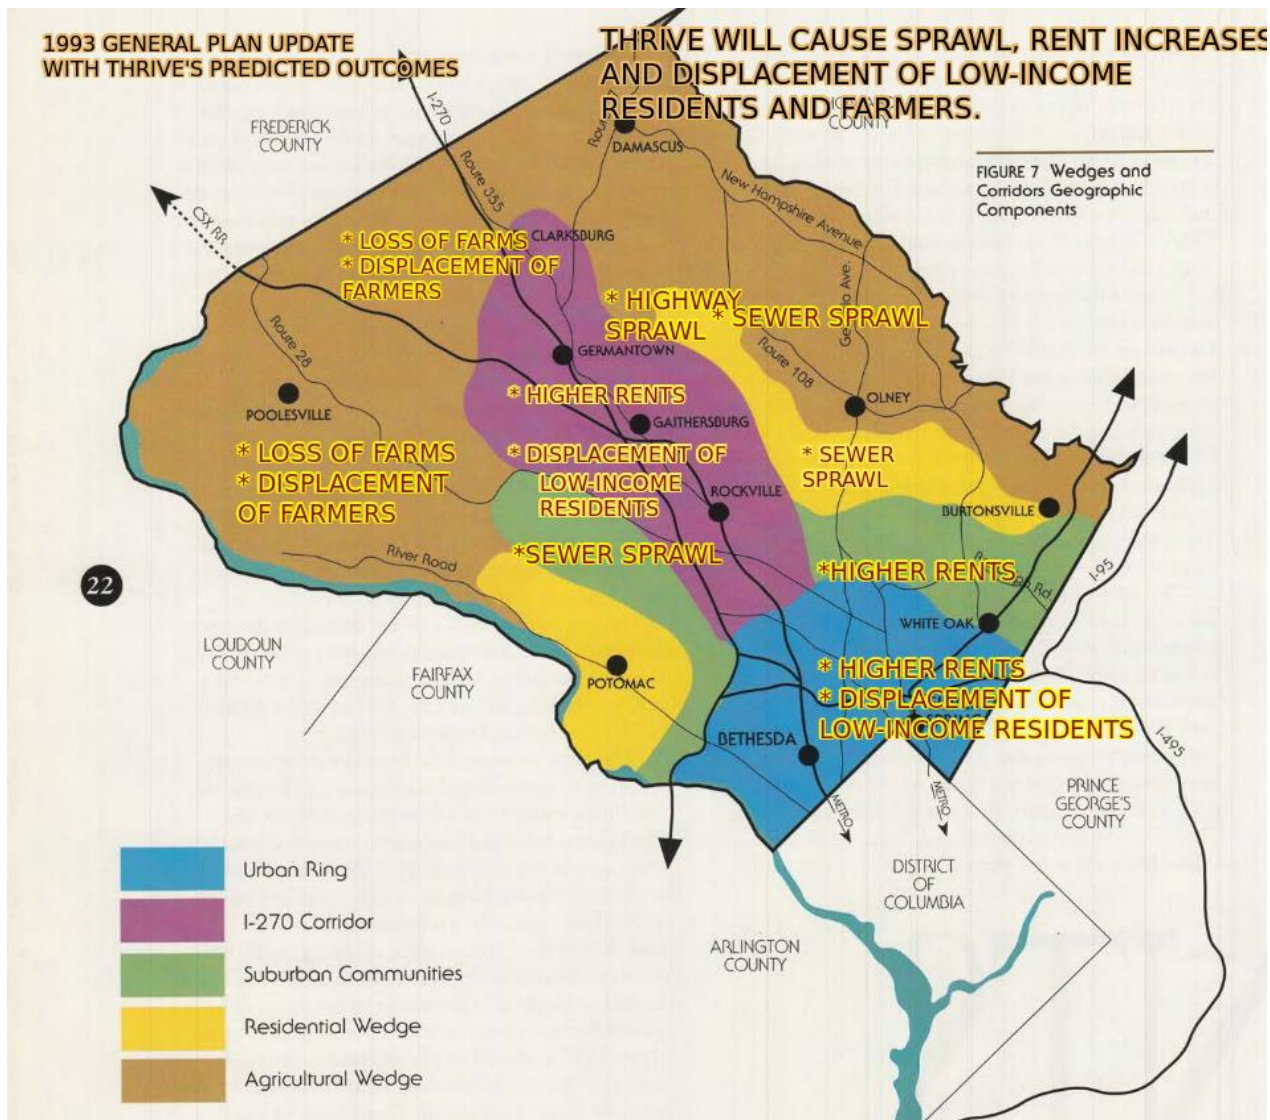 1993 GENERAL PLAN UPDATE
WITH THRIVE'S PREDICTED OUTCOMES
THRIVE WILL CAUSE SPRAWL, RENT INCREASES
AND DISPLACEMENT OF LOW-INCOME
RESIDENTS AND FARMERS.
COUNTY
FREDERICK
COUNTY
I-270
Route 355
DAMASCUS
FIGURE 7 Wedges and
Corridors Geographic
Components
New Hampshire Avenue
CSX RR
CLARKSBURG
* LOSS OF FARMS
* DISPLACEMENT OF
FARMERS
* HIGHWAY
SPRAWL
* SEWER SPRAWL
Ave.
Route 28
GERMANTOWN
Route 108
* HIGHER RENTS
OLNEY
POOLESVILLE
GAITHERSBURG
* LOSS OF FARMS
* DISPLACEMENT
OF FARMERS
* DISPLACEMENT OF
LOW-INCOME
RESIDENTS
* SEWER
SPRAWL
ROCKVILLE
BURTONSVILLE
River Road
*SEWER SPRAWL
*HIGHER RENTS
Rd.
I-95
22
WHITE OAK
LOUDOUN
COUNTY
FAIRFAX
COUNTY
POTOMAC
* HIGHER RENTS
* DISPLACEMENT OF
LOW-INCOME RESIDENTS
SPRING
BETHESDA
I-495
METRO
METRO
PRINCE
GEORGE'S
COUNTY
DISTRICT
OF
COLUMBIA
ARLINGTON
COUNTY
Urban Ring
I-270 Corridor
Suburban Communities
Residential Wedge
Agricultural Wedge